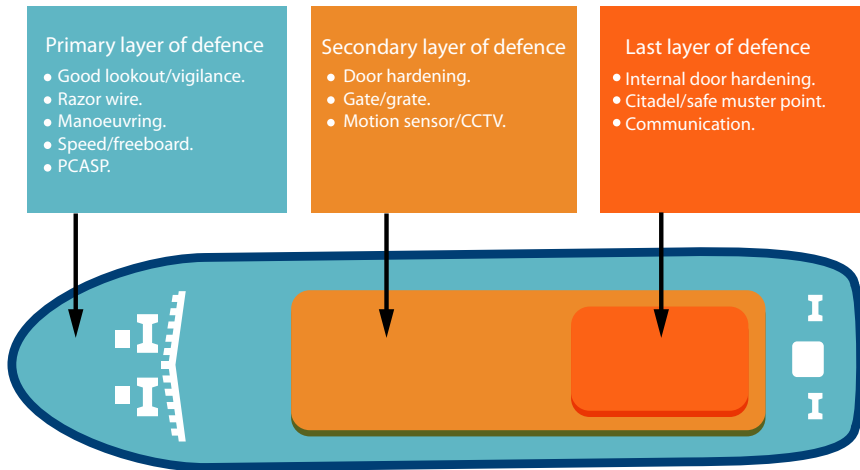 Primary layer of defence
• Good lookout/vigilance.
• Razor wire.
• Manoeuvring.
• Speed/freeboard.
• PCASP.
Secondary layer of defence
• Door hardening.
• Gate/grate.
• Motion sensor/CCTV.
Last layer of defence
• Internal door hardening.
• Citadel/safe muster point.
• Communication.